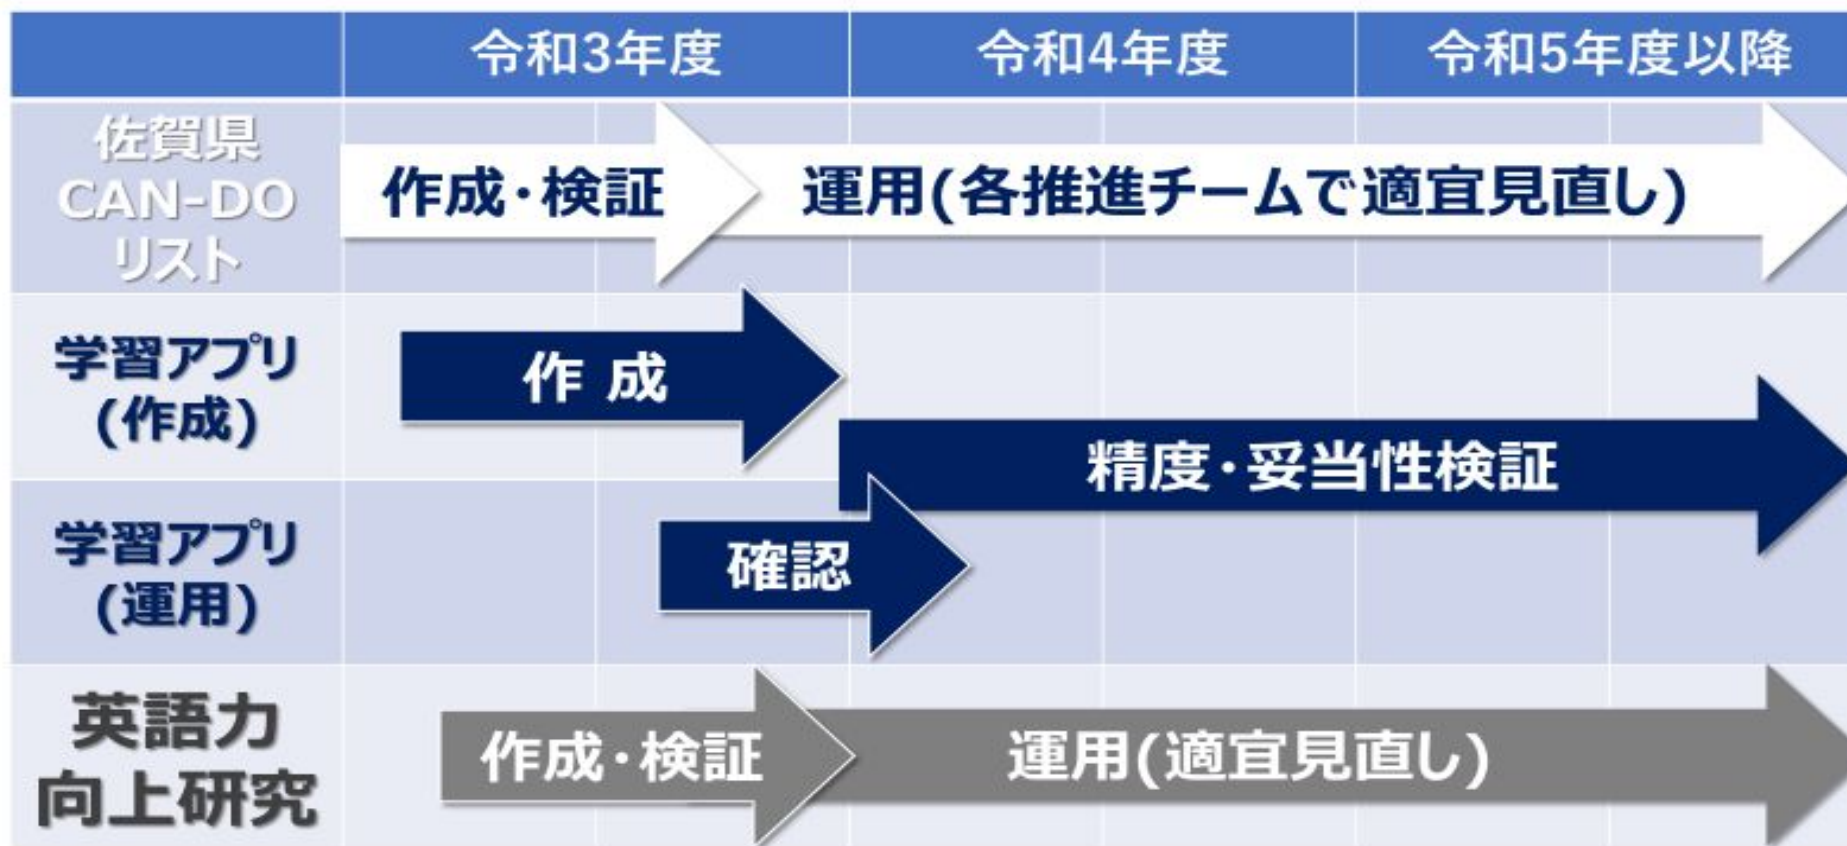 令和3年度
令和4年度
令和5年度以降
佐賀県
CAN-DO
リスト
作成・検証
運用(各推進チームで適宜見直し)
学習アプリ
(作成)
作 成
精度・妥当性検証
学習アプリ
(運用)
確認
英語力
向上研究
作成・検証
運用(適宜見直し)